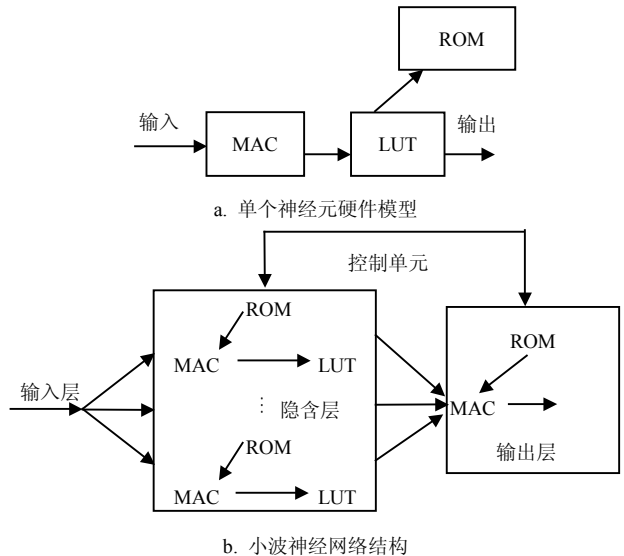 ROM
输入
MAC
LUT
输出
a. 单个神经元硬件模型
控制单元
ROM
MAC
LUT
输入层
⋮
隐含层
ROM
MAC
LUT
ROM
MAC
输出层
b. 小波神经网络结构